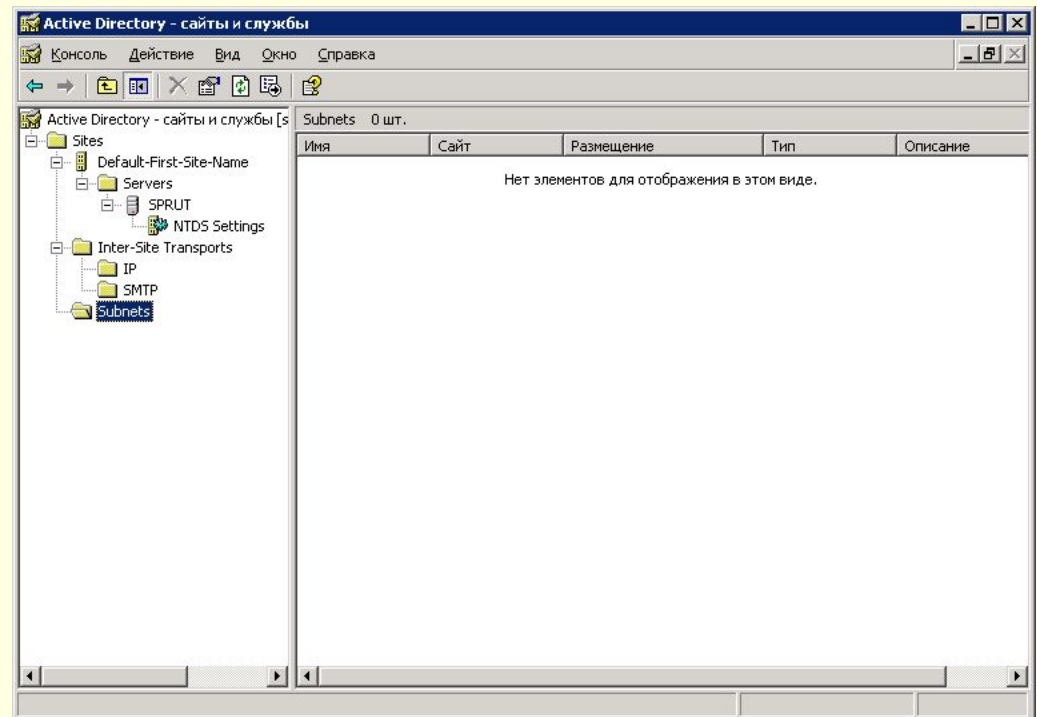 Active Directory - сайты и службы
Консоль Действие Вид Окно Справка
Active Directory - сайты и службы [s
Sites
Default-First-Site-Name
Servers
SPRUT
NTDS Settings
Inter-Site Transports
IP
SMTP
Subnets
Subnets 0 шт.
Имя Сайт Размещение Тип Описание
Нет элементов для отображения в этом виде.